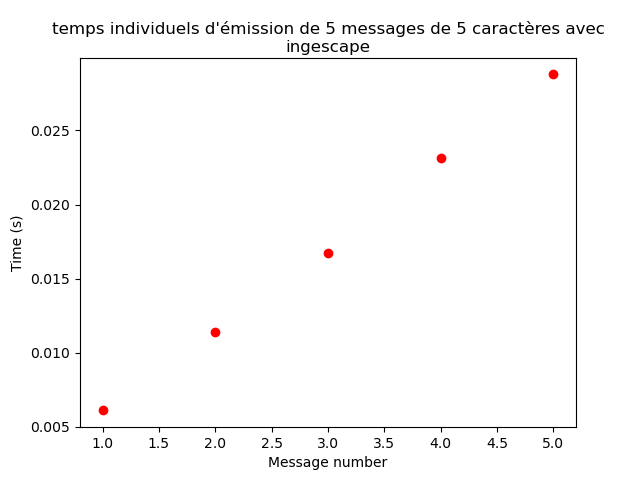 temps individuels d'émission de 5 messages de 5 caractères avec
ingescape
0.025
0.020
0.015
0.010
0.005
Time (s)
1.0 1.5 2.0 2.5 3.0 3.5 4.0 4.5 5.0
Message number